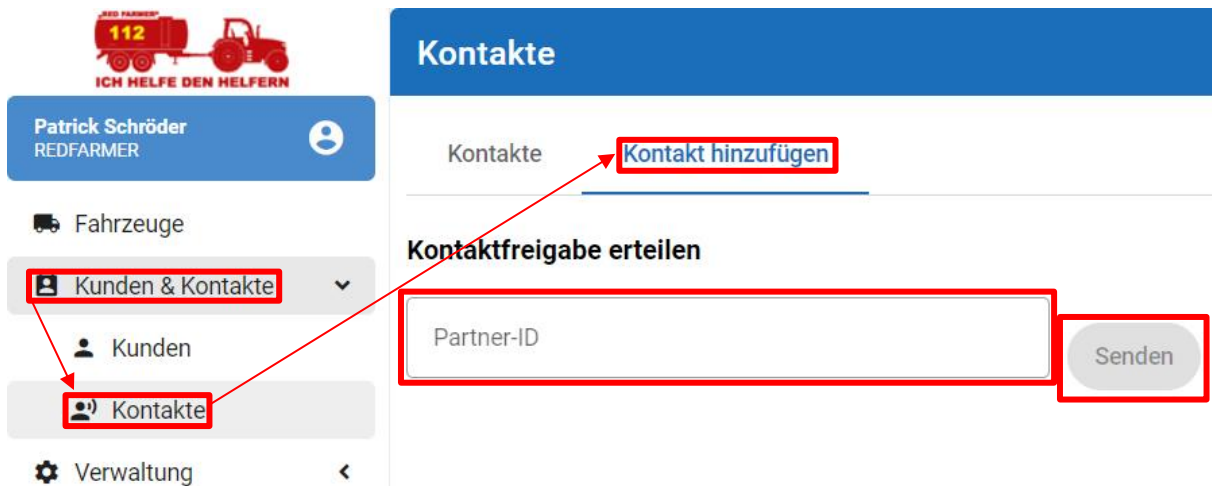 RED FARMER
112
ICH HELFE DEN HELFERN
Patrick Schröder
REDFARMER
Fahrzeuge
Kunden & Kontakte
Kunden
Kontakte
Verwaltung
Kontakte
Kontakte Kontakt hinzufügen
Kontaktfreigabe erteilen
Partner-ID
Senden